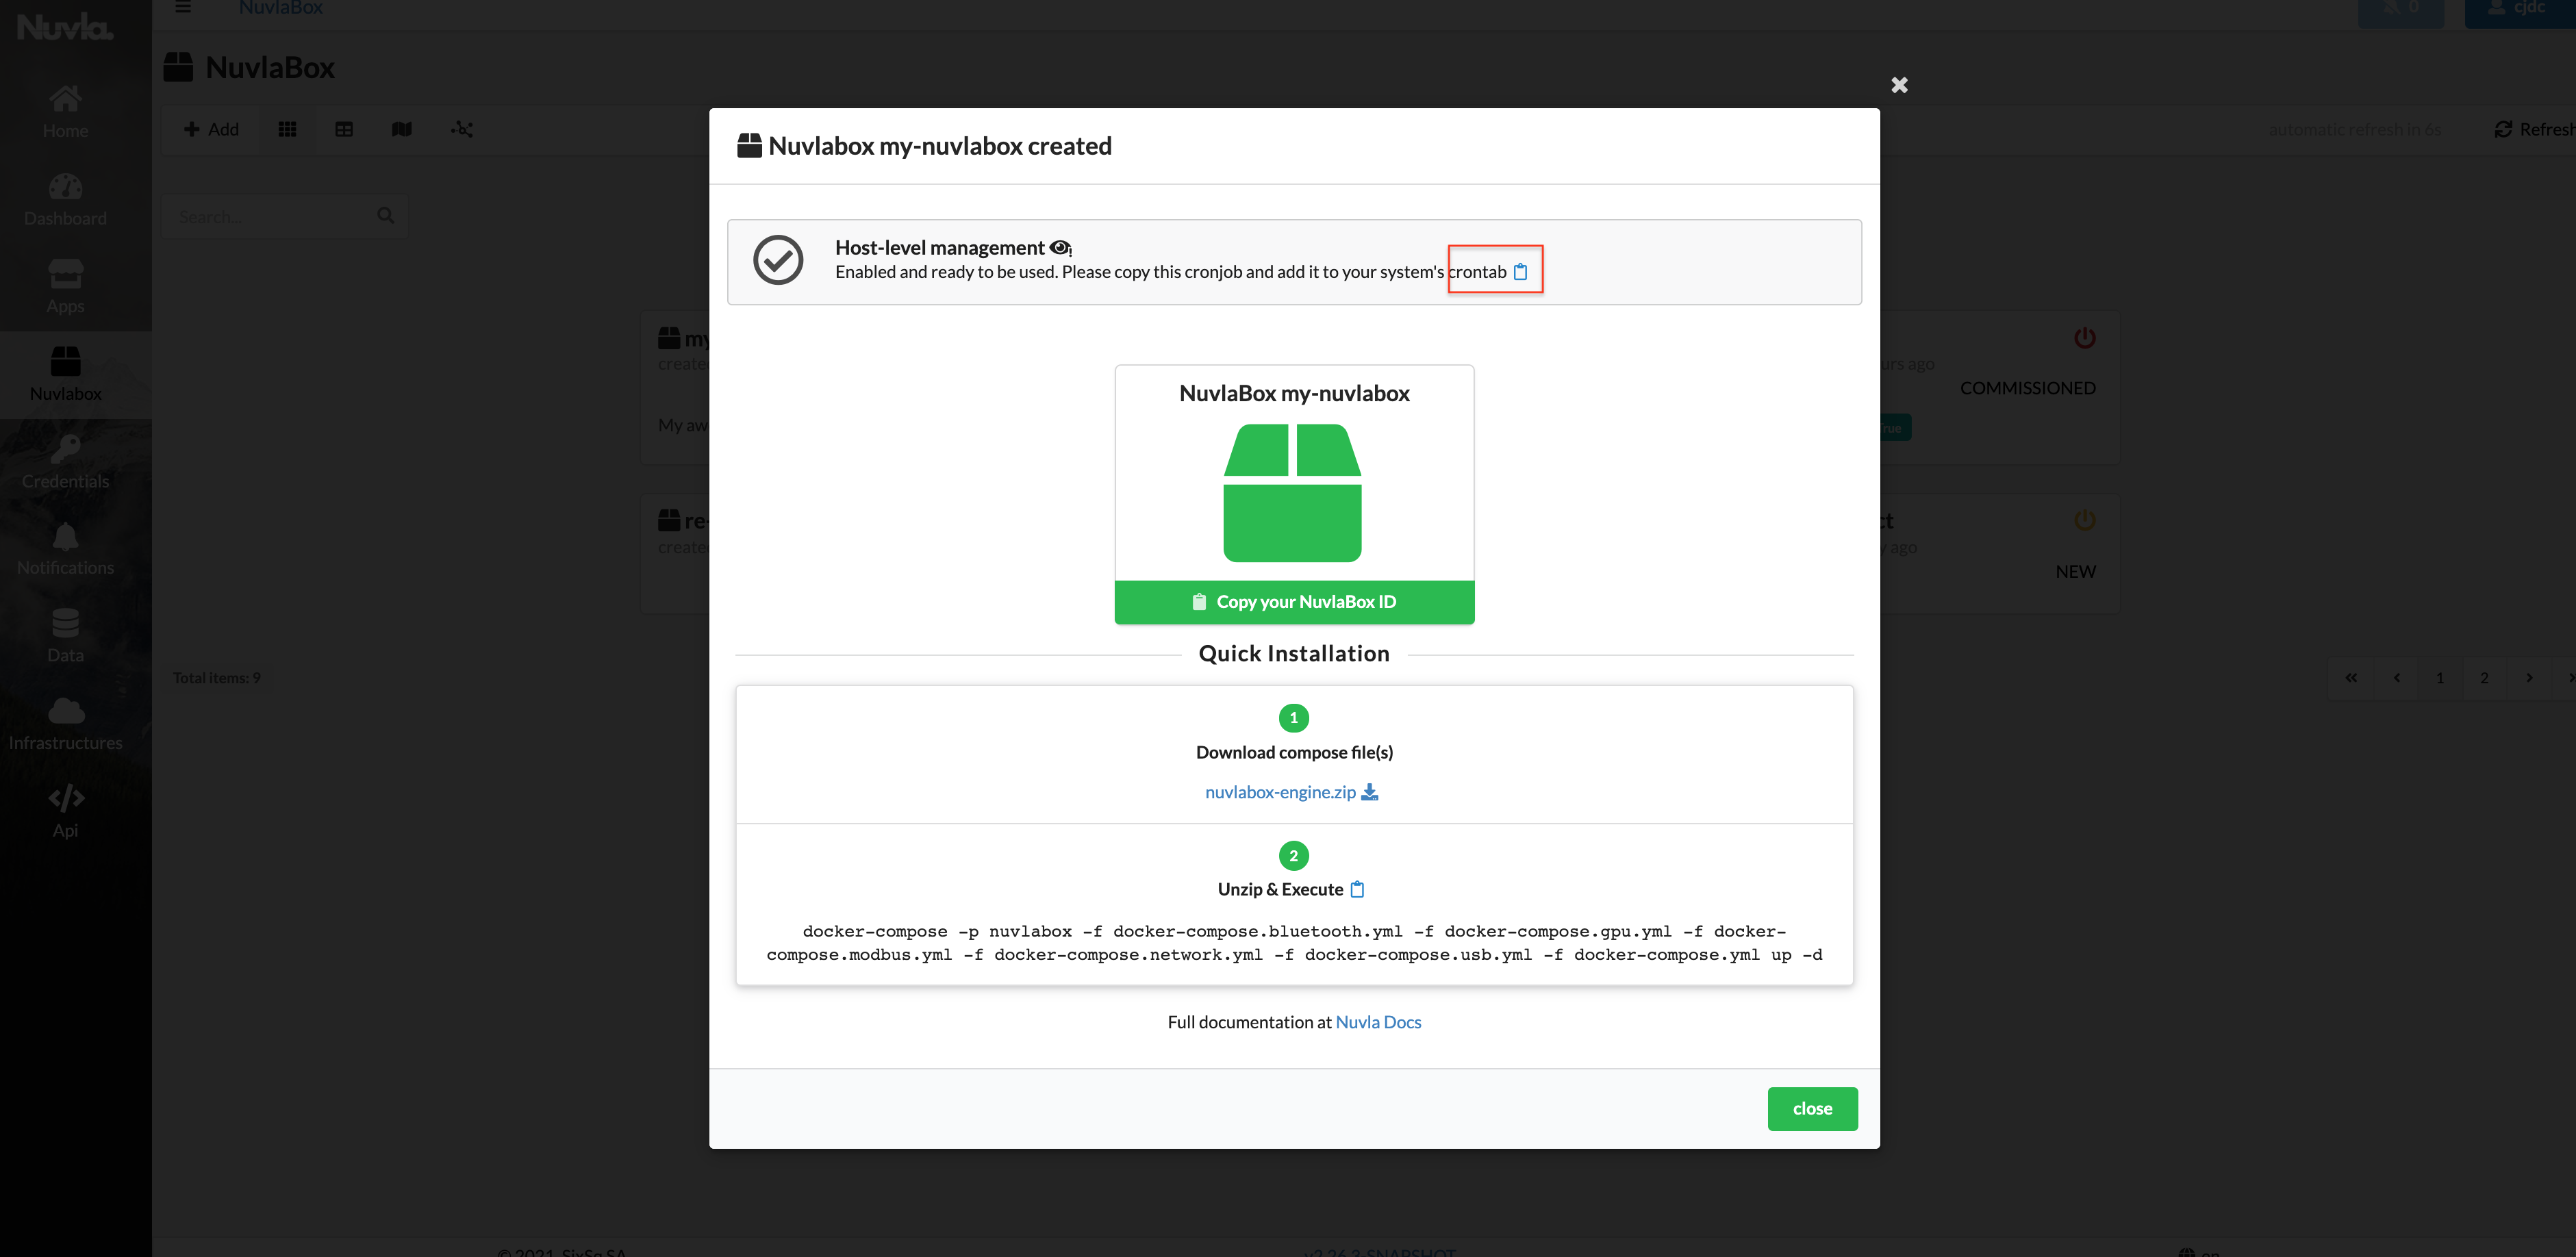 Nuvla.
NuvlaBox
0
cjdc
NuvlaBox
Home
Add
automatic refresh in 6s
Refresh
Dashboard
Search...
Apps
Nuvlabox
Credentials
Notifications
Data
Infrastructures
Api
my
created
My aw
re-
created
urs ago
COMMISSIONED
True
ct
y ago
NEW
Total items: 9
« ‹ 1 2 ›
Nuvlabox my-nuvlabox created
Host-level management
Enabled and ready to be used. Please copy this cronjob and add it to your system's crontab
NuvlaBox my-nuvlabox
Copy your NuvlaBox ID
Quick Installation
1
Download compose file(s)
nuvlabox-engine.zip
2
Unzip & Execute
docker-compose -p nuvlabox -f docker-compose.bluetooth.yml -f docker-compose.gpu.yml -f docker-
compose.modbus.yml -f docker-compose.network.yml -f docker-compose.usb.yml -f docker-compose.yml up -d
Full documentation at Nuvla Docs
close
© 2021, SixSq SA
v2.26.3-SNAPSHOT
en